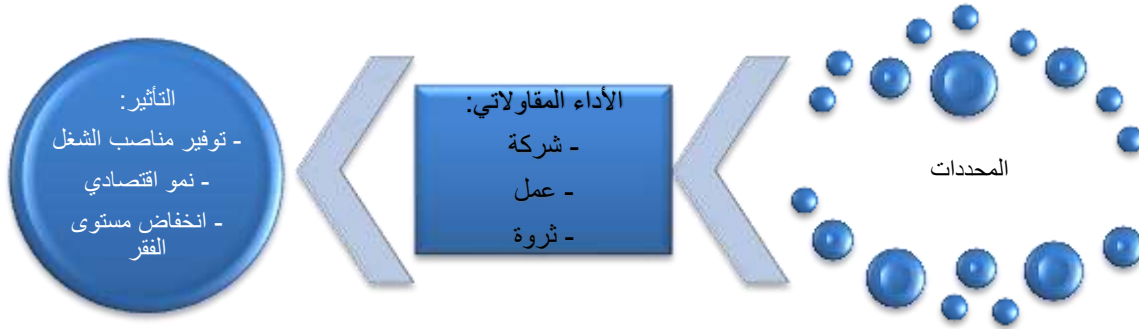 المحددات
الأداء المقاولاتي:
- شركة
- عمل
- ثروة
التأثير:
- توفير مناصب الشغل
- نمو اقتصادي
- انخفاض مستوى
الفقر